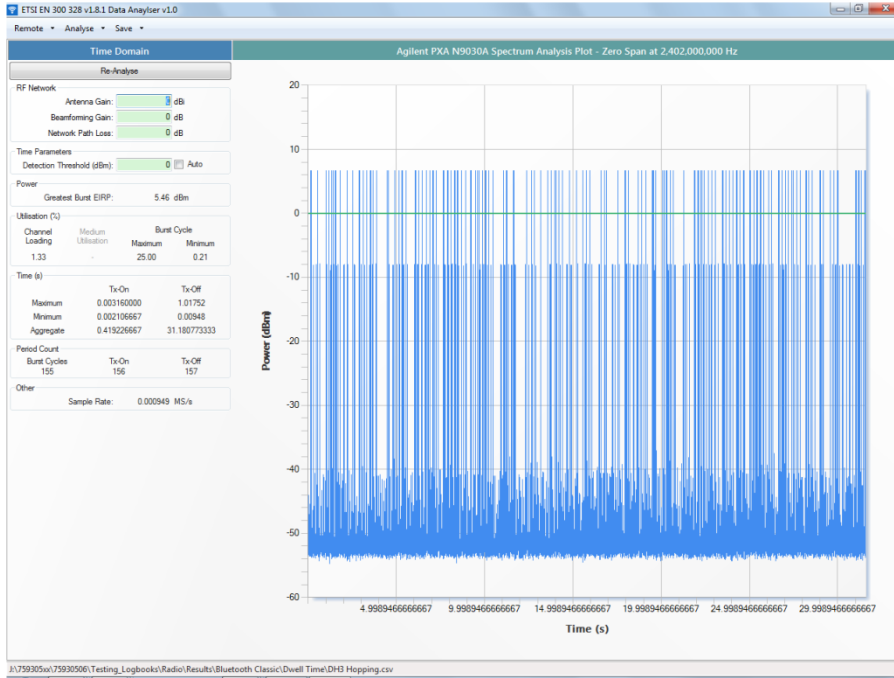 ETSI EN 300 328 v1.8.1 Data Anaylser v1.0
Remote Analyse Save
Time Domain
Re-Analyse
RF Network
Antenna Gain: 0 dBi
Beamforming Gain: 0 dB
Network Path Loss: 0 dB
Time Parameters
Detection Threshold (dBm): 0 Auto
Power
Greatest Burst EIRP: 5.46 dBm
Utilisation (%)
Channel Loading Medium Utilisation Burst Cycle
Maximum Minimum
1.33 - 25.00 0.21
Time (s)
Tx-On Tx-Off
Maximum 0.003160000 1.01752
Minimum 0.002106667 0.00948
Aggregate 0.419226667 31.180773333
Period Count
Burst Cycles Tx-On Tx-Off
155 156 157
Other
Sample Rate: 0.000949 MS/s
Agilent PXA N9030A Spectrum Analysis Plot - Zero Span at 2,402,000,000 Hz
20
10
0
-10
-20
-30
-40
-50
-60
Power (dBm)
4.9989466666667 9.9989466666667 14.9989466666667 19.9989466666667 24.9989466666667 29.9989466666667
Time (s)
J:\759305xx\75930506\Testing_Logbooks\Radio\Results\Bluetooth Classic\Dwell Time\DH3 Hopping.csv